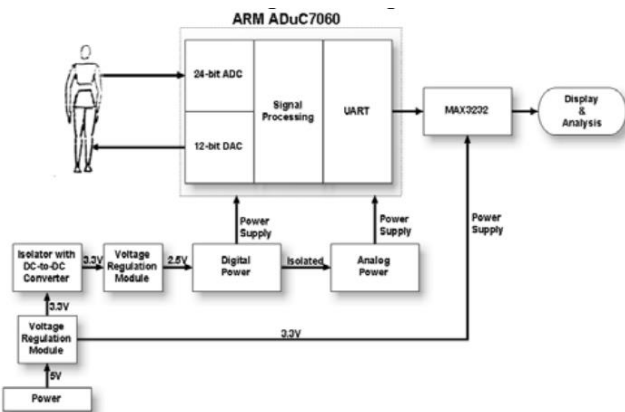 ARM ADuC7060
24-bit ADC
12-bit DAC
Signal
Processing
UART
MAX3232
Display
&
Analysis
Power
Supply
Power
Supply
Power
Supply
Isolator with
DC-to-DC
Converter
3.3V
Voltage
Regulation
Module
2.5V
Digital
Power
Isolated
Analog
Power
3.3V
Voltage
Regulation
Module
3.3V
5V
Power